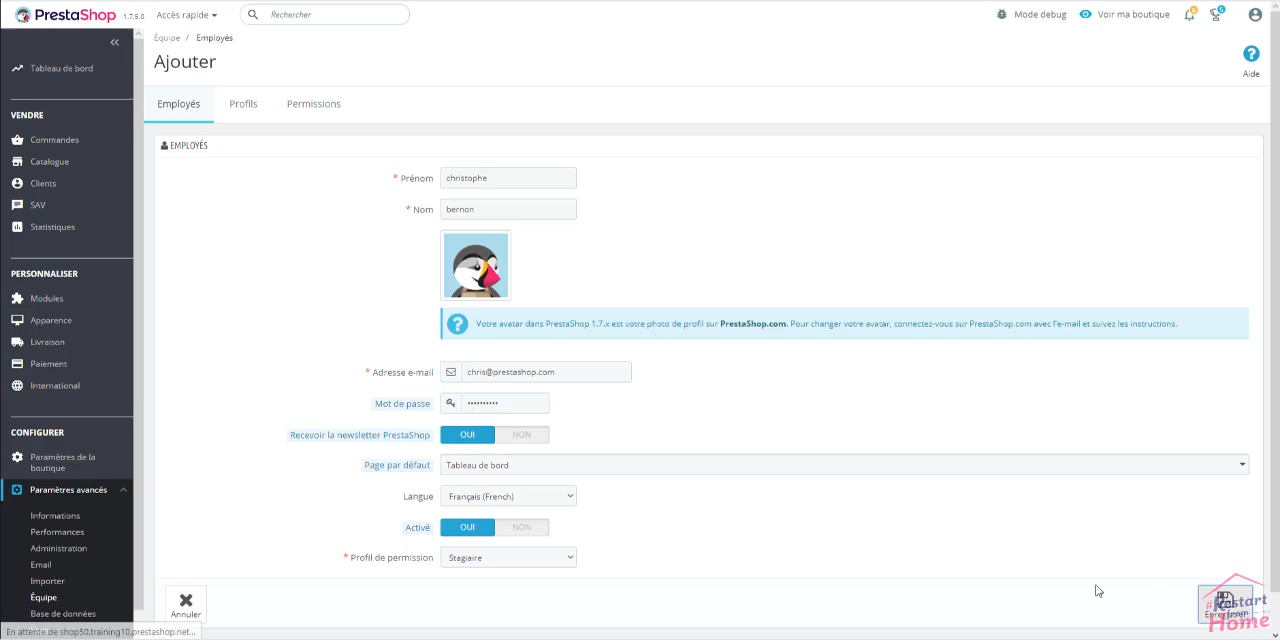 PrestaShop 1.7.5.0 Accès rapide Rechercher Mode debug Voir ma boutique 6 5
Équipe / Employés
Ajouter
Aide
Employés Profils Permissions
Tableau de bord
VENDRE
Commandes
Catalogue
Clients
SAV
Statistiques
PERSONNALISER
Modules
Apparence
Livraison
Paiement
International
CONFIGURER
Paramètres de la
boutique
Paramètres avancés
Informations
Performances
Administration
Email
Importer
Équipe
Base de données
En attente de shop50.training10.prestashop.net...
EMPLOYÉS
* Prénom christophe
* Nom bernon
Votre avatar dans PrestaShop 1.7.x est votre photo de profil sur PrestaShop.com. Pour changer votre avatar, connectez-vous sur PrestaShop.com avec l'e-mail et suivez les instructions.
* Adresse e-mail chris@prestashop.com
Mot de passe ••••••••••
Recevoir la newsletter PrestaShop OUI NON
Page par défaut Tableau de bord
Langue Français (French)
Activé OUI NON
* Profil de permission Stagiaire
Annuler
#Restart
Home